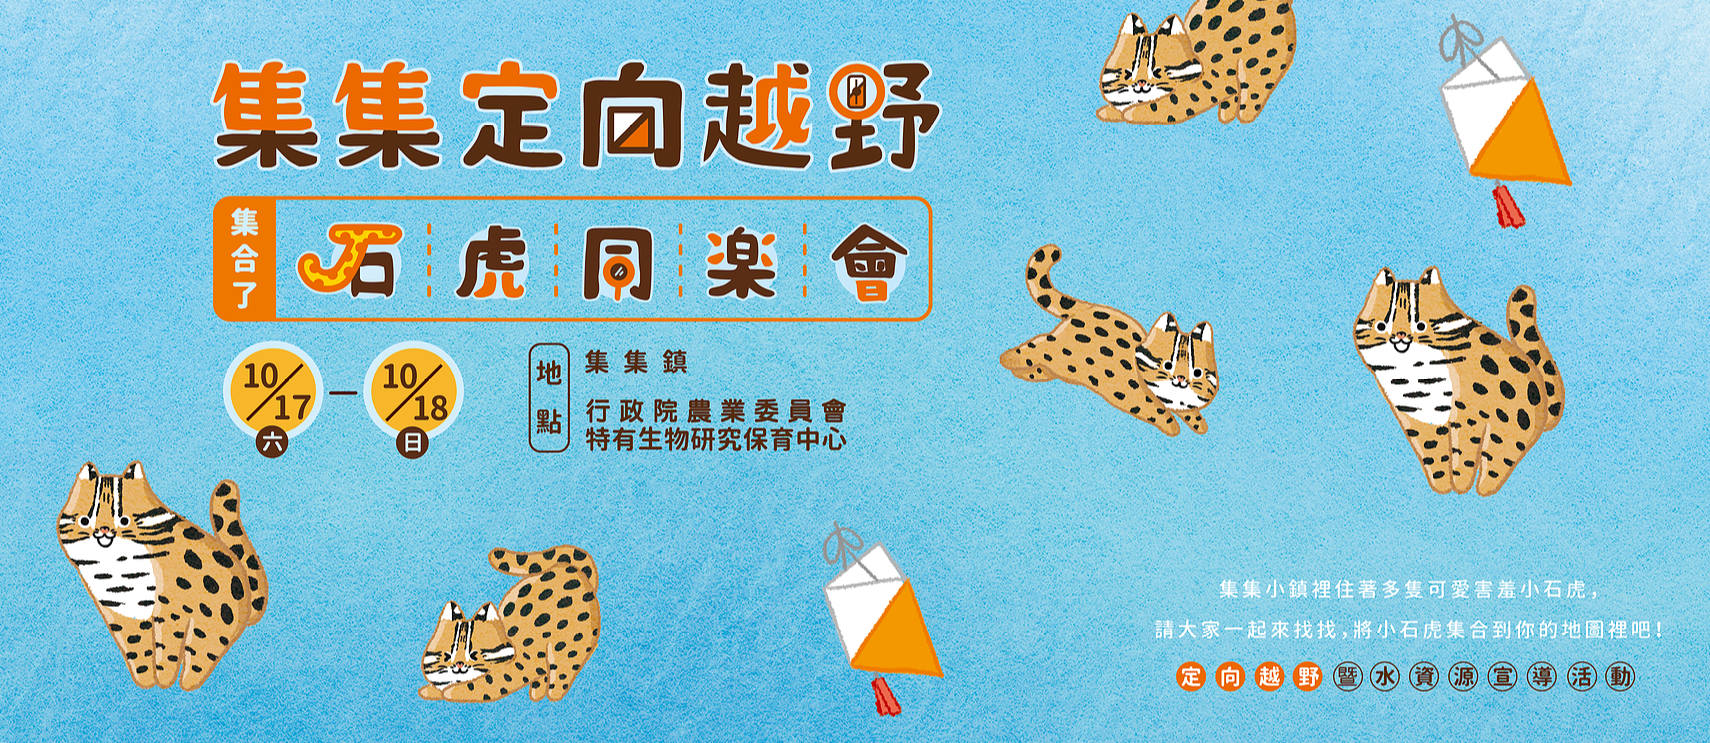 集集定向越野
集合了
石虎同楽會
10/17 — 10/18
六 日
地點
集集鎮
行政院農業委員會
特有生物研究保育中心
集集小鎮裡住著多隻可愛害羞小石虎，
請大家一起來找找，將小石虎集合到你的地圖裡吧！
定向越野暨水資源宣導活動